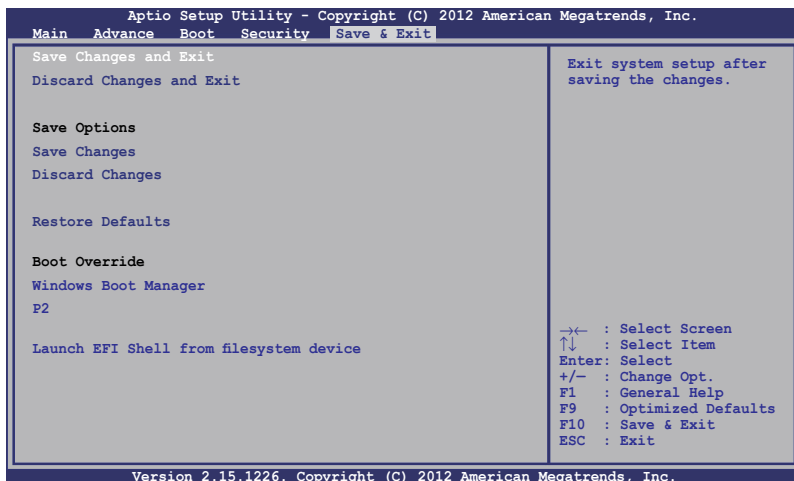 Aptio Setup Utility - Copyright (C) 2012 American Megatrends, Inc.
Main Advance Boot Security Save & Exit
Save Changes and Exit
Discard Changes and Exit
Save Options
Save Changes
Discard Changes
Restore Defaults
Boot Override
Windows Boot Manager
P2
Launch EFI Shell from filesystem device
Exit system setup after
saving the changes.
→← : Select Screen
↑↓ : Select Item
Enter: Select
+/— : Change Opt.
F1 : General Help
F9 : Optimized Defaults
F10 : Save & Exit
ESC : Exit
Version 2.15.1226. Copyright (C) 2012 American Megatrends, Inc.